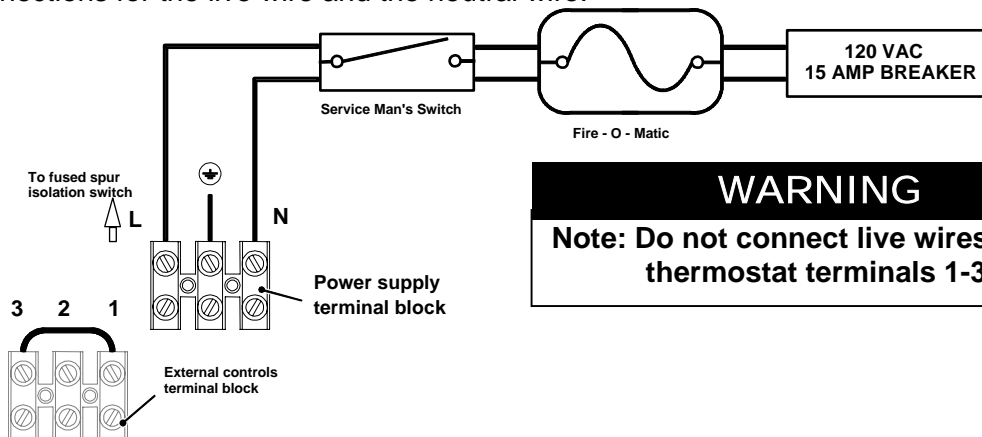 nections for the live wire and the neutral wire.
120 VAC
15 AMP BREAKER
Service Man's Switch
Fire - O - Matic
To fused spur
isolation switch
L
N
WARNING
Note: Do not connect live wires
thermostat terminals 1-3
Power supply
terminal block
3 2 1
External controls
terminal block